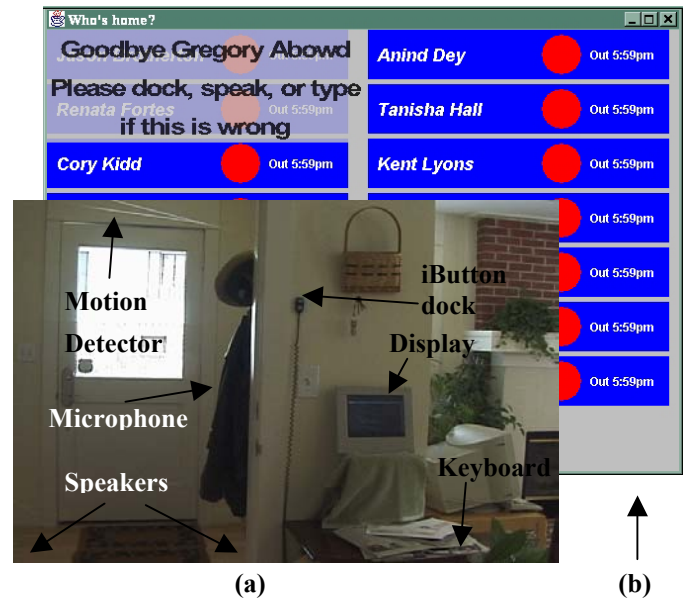 Who's home?
Goodbye Gregory Abowd
Please dock, speak, or type
if this is wrong
Jason Brotherton
Renata Fortes Out 5:59pm
Cory Kidd Out 5:59pm
Anind Dey Out 5:59pm
Tanisha Hall Out 5:59pm
Kent Lyons Out 5:59pm
Out 5:59pm
Out 5:59pm
Out 5:59pm
Out 5:59pm
Motion
Detector
iButton
dock
Display
Microphone
Speakers
Keyboard
(a)
(b)